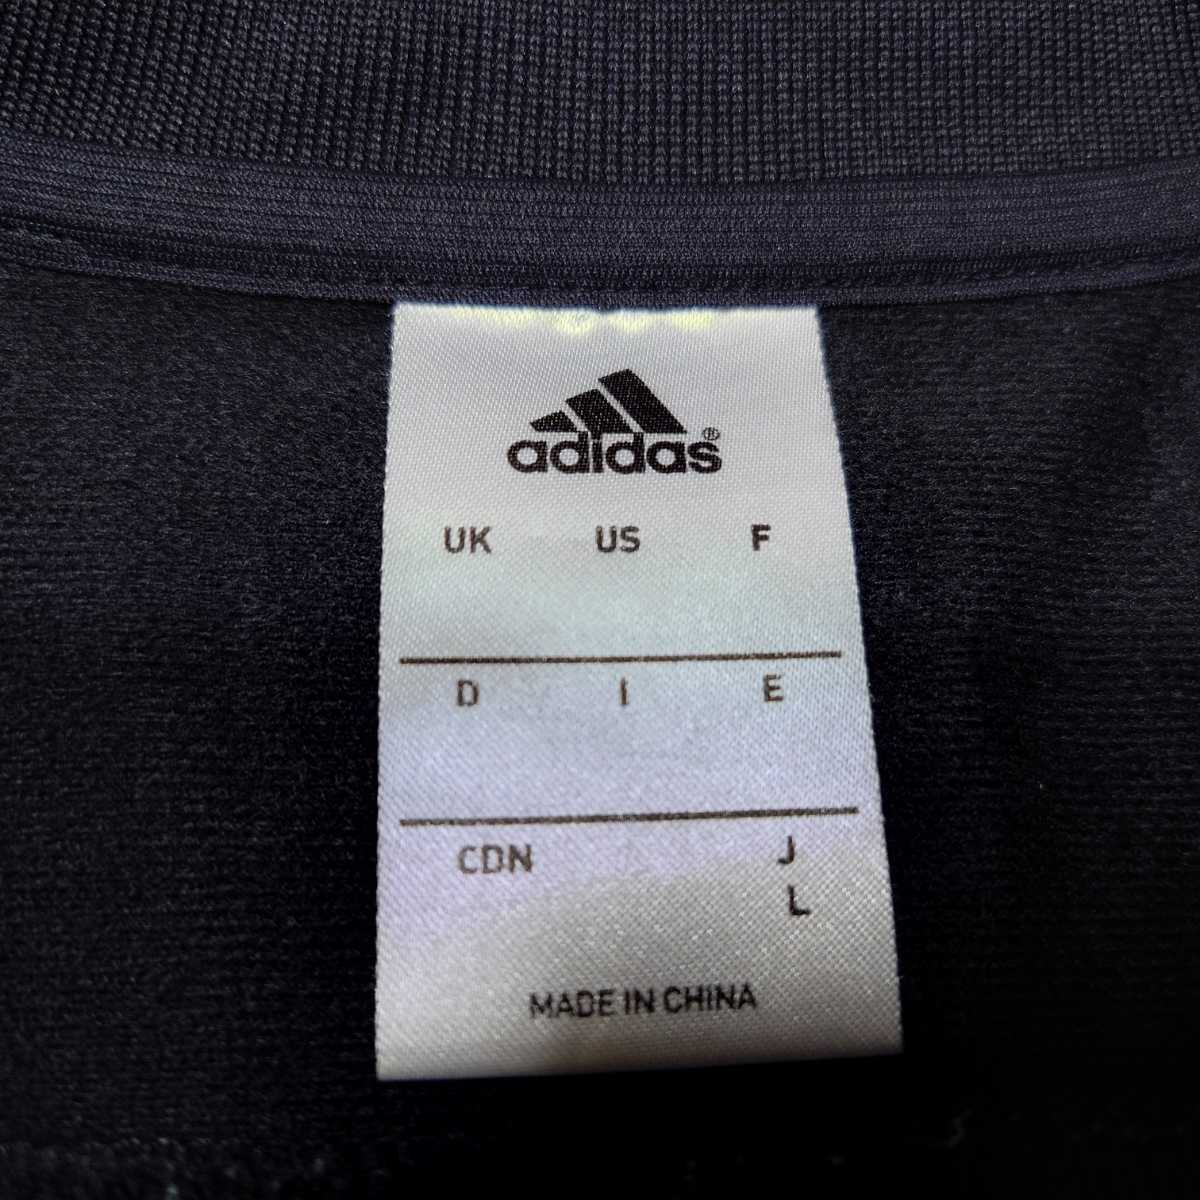 adidas®
UK US F
D I E
CDN J
L
MADE IN CHINA